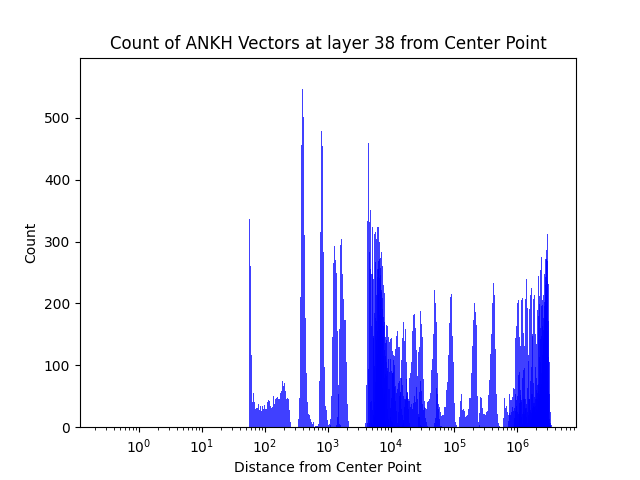 Count of ANKH Vectors at layer 38 from Center Point
Count
500
400
300
200
100
0
10⁰ 10¹ 10² 10³ 10⁴ 10⁵ 10⁶
Distance from Center Point